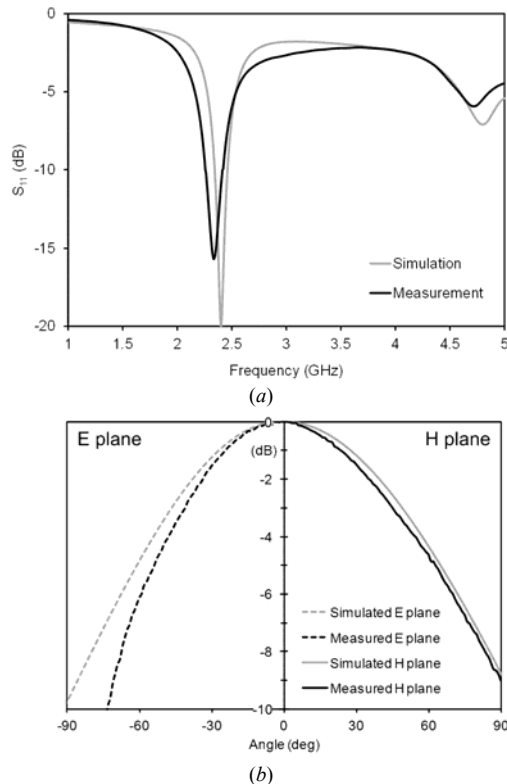 0
-5
-10
-15
-20
S11 (dB)
Simulation
Measurement
1 1.5 2 2.5 3 3.5 4 4.5 5
Frequency (GHz)
(a)
E plane
H plane
0
(dB)
-2
-4
-6
-8
-10
Simulated E plane
Measured E plane
Simulated H plane
Measured H plane
-90 -60 -30 0 30 60 90
Angle (deg)
(b)